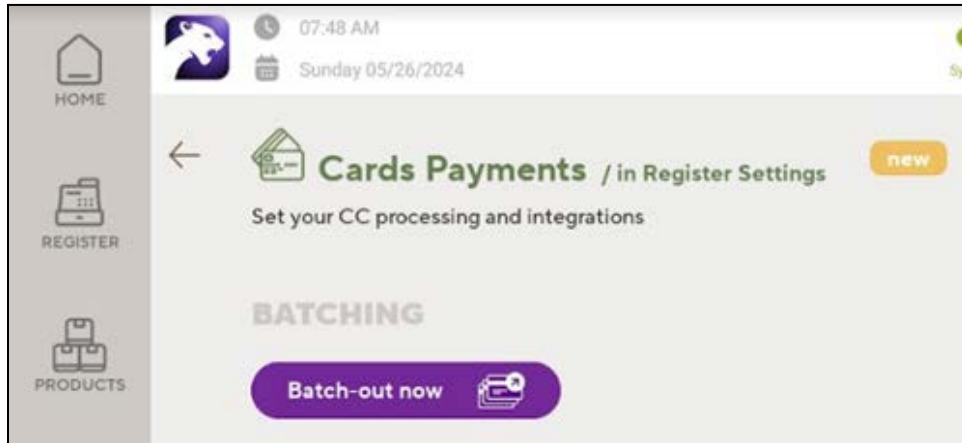 07:48 AM
Sunday 05/26/2024
HOME
Cards Payments / in Register Settings
new
Set your CC processing and integrations
REGISTER
BATCHING
Batch-out now
PRODUCTS